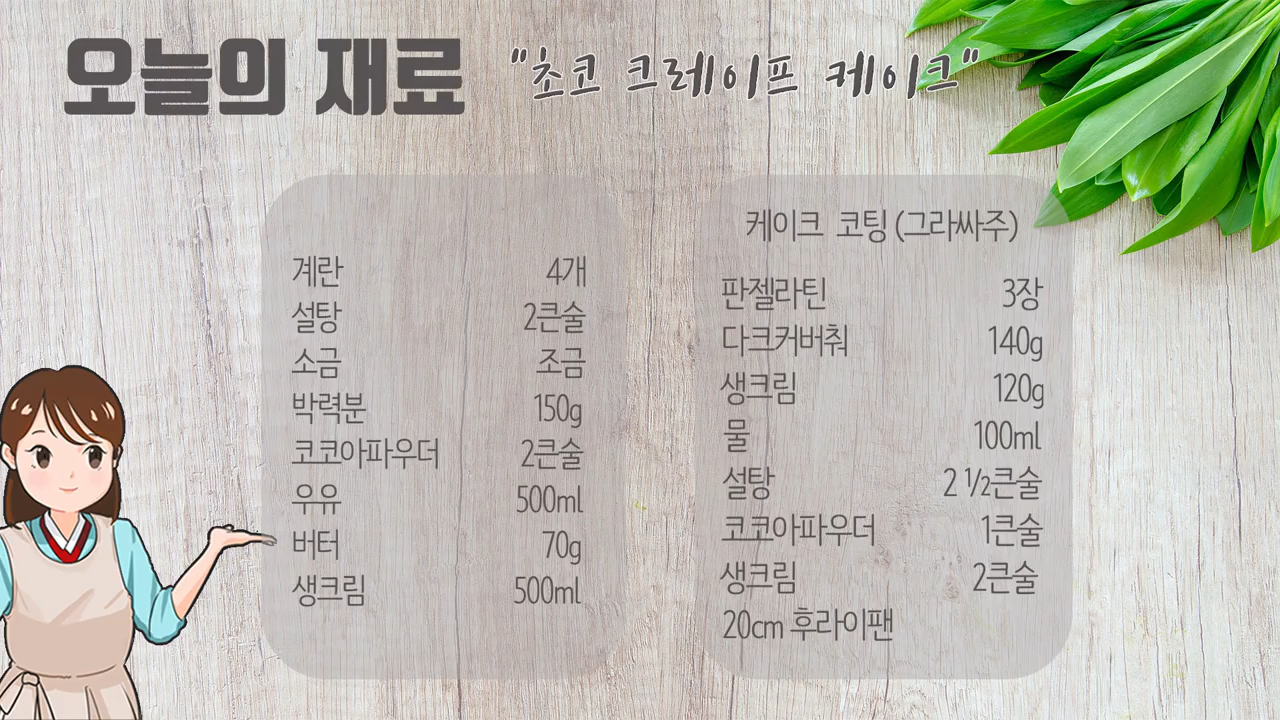 오늘의 재료 "초코 크레이프 케이크"
계란 4개
설탕 2큰술
소금 조금
박력분 150g
코코아파우더 2큰술
우유 500ml
버터 70g
생크림 500ml
케이크 코팅 (그라싸주)
판젤라틴 3장
다크커버춰 140g
생크림 120g
물 100ml
설탕 2 ½큰술
코코아파우더 1큰술
생크림 2큰술
20cm 후라이팬